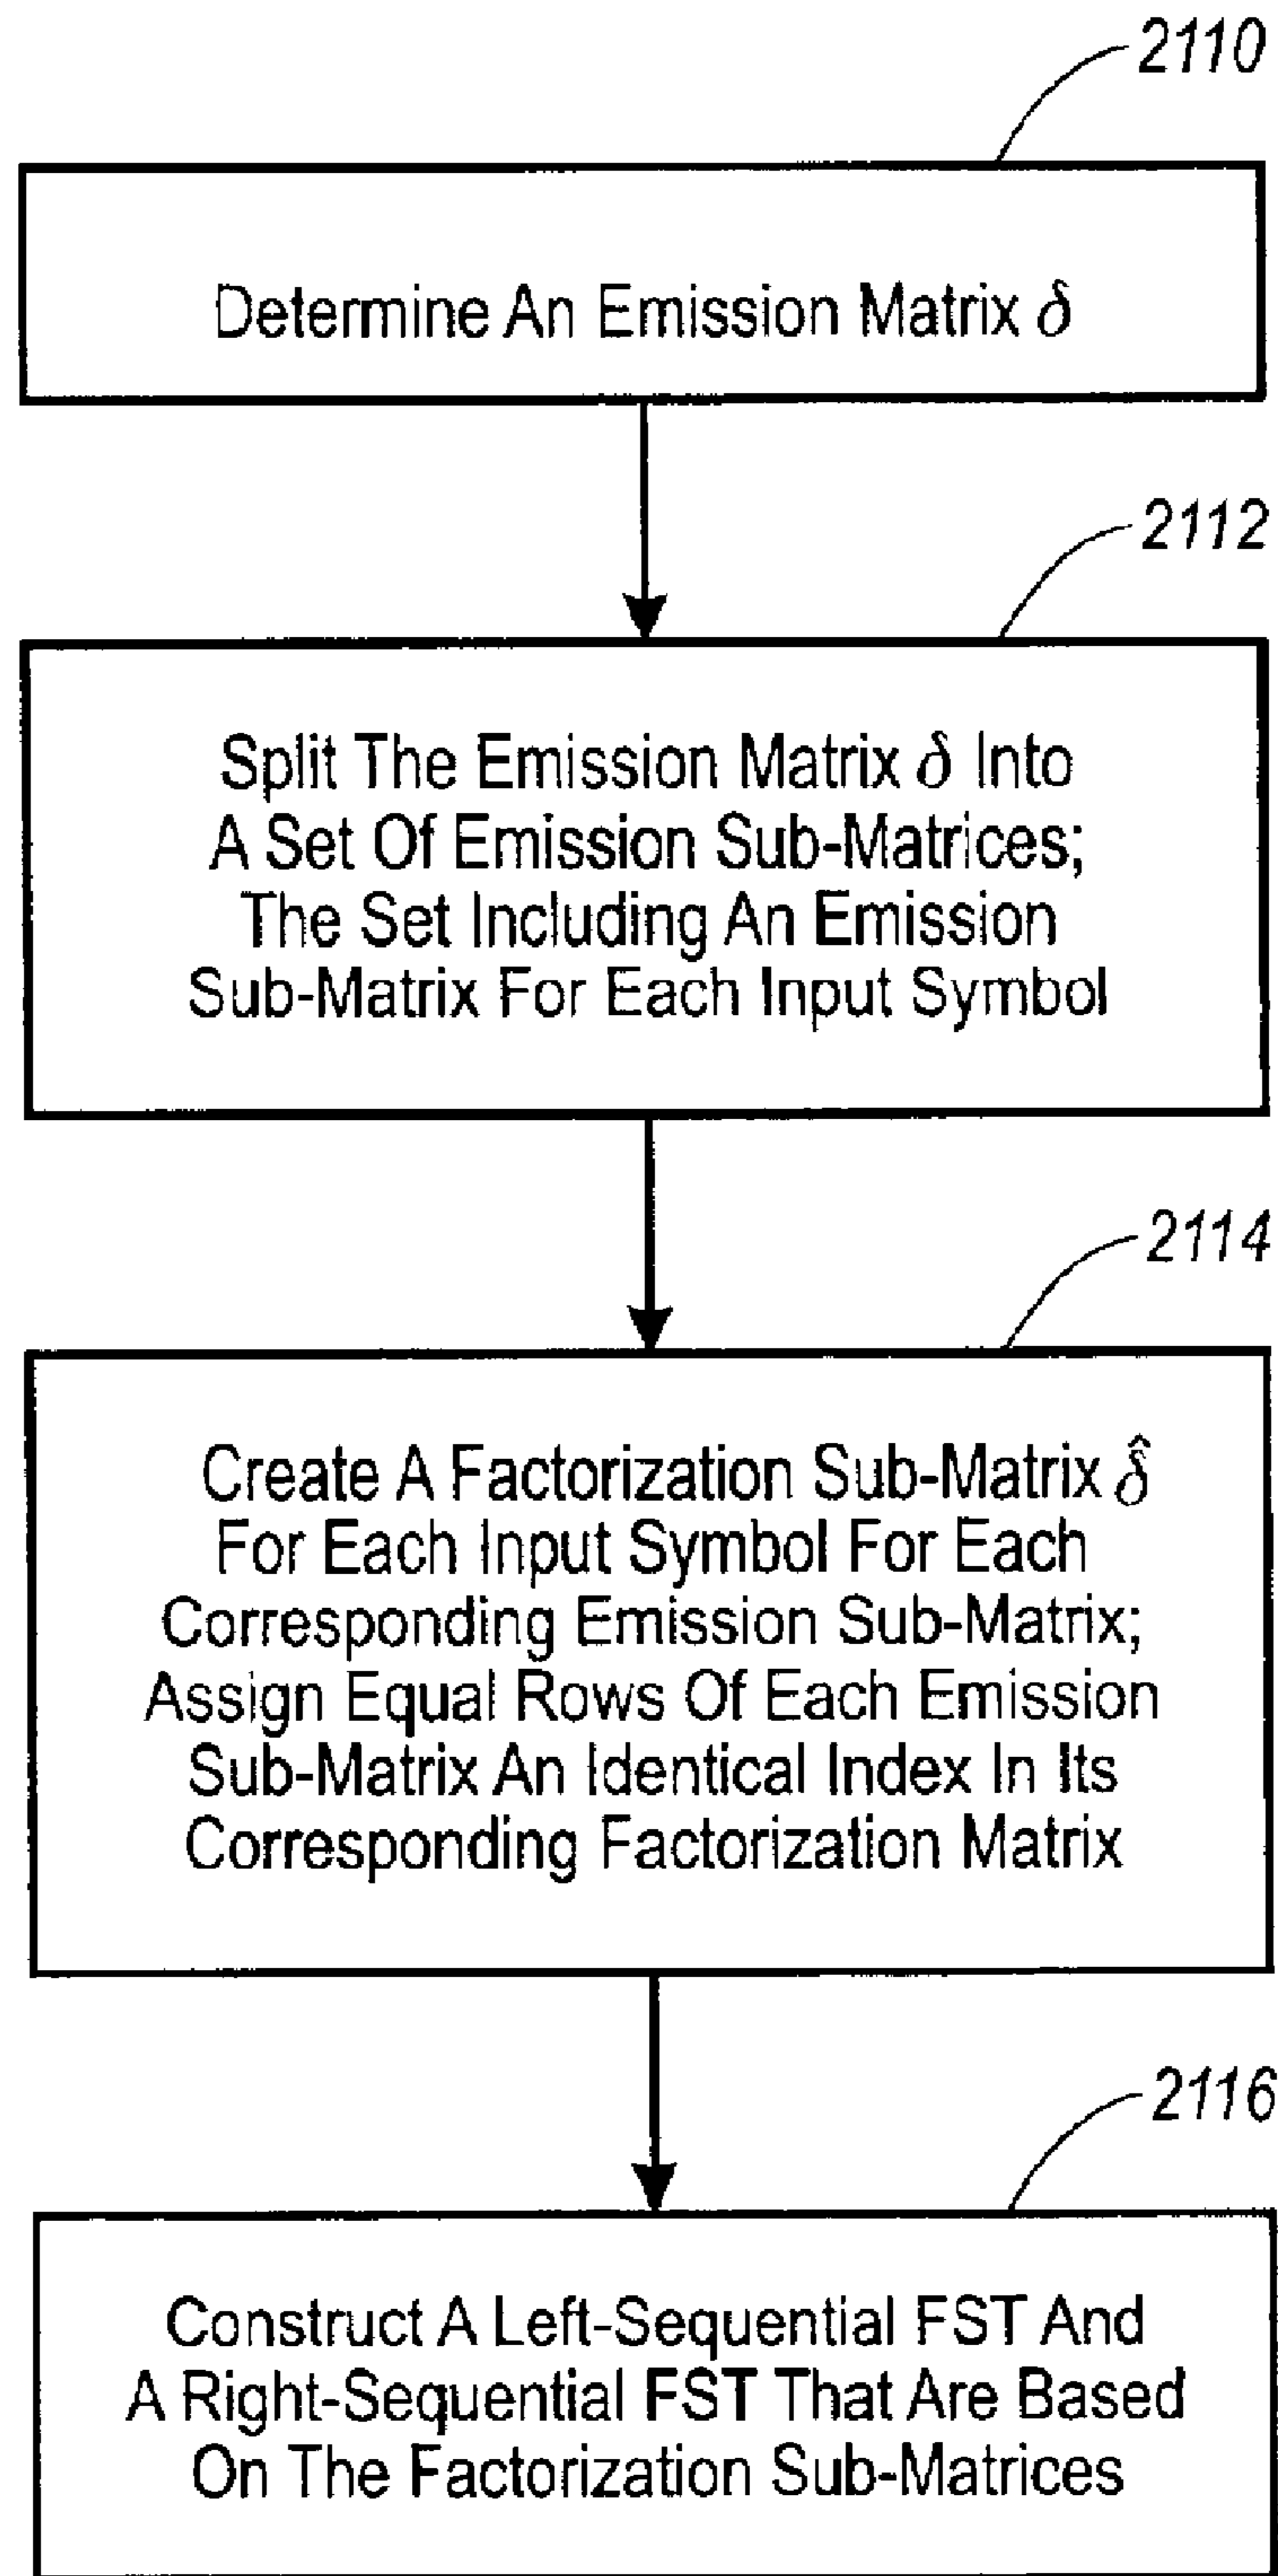 2110
Determine An Emission Matrix δ
2112
Split The Emission Matrix δ Into
A Set Of Emission Sub-Matrices;
The Set Including An Emission
Sub-Matrix For Each Input Symbol
2114
Create A Factorization Sub-Matrix δ̂
For Each Input Symbol For Each
Corresponding Emission Sub-Matrix;
Assign Equal Rows Of Each Emission
Sub-Matrix An Identical Index In Its
Corresponding Factorization Matrix
2116
Construct A Left-Sequential FST And
A Right-Sequential FST That Are Based
On The Factorization Sub-Matrices